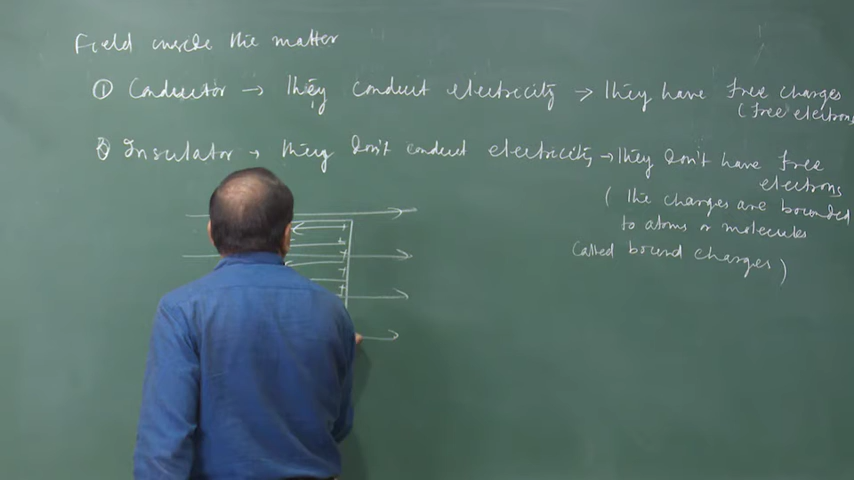 Field inside the matter
① Conductor → They conduct electricity → They have free charges
(free electrons
② Insulator → They Don't conduct electricity → They Don't have free
electrons
( The charges are bounded
to atoms or molecules
called bound charges )
+
+
+
+
+